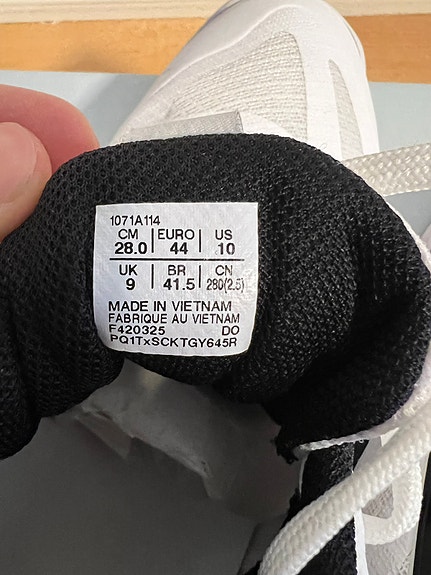 1071A114
CM EURO US
28.0 44 10
UK BR CN
9 41.5 280(2.5)
MADE IN VIETNAM
FABRIQUE AU VIETNAM
F420325 DO
PQ1TxSCKTGY645R